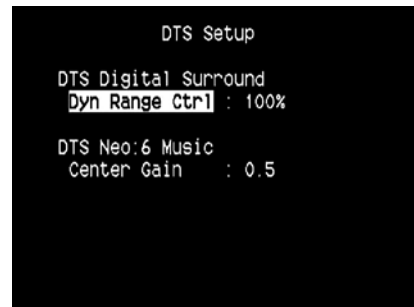 DTS Setup
DTS Digital Surround
Dyn Range Ctrl : 100%
DTS Neo:6 Music
Center Gain : 0.5